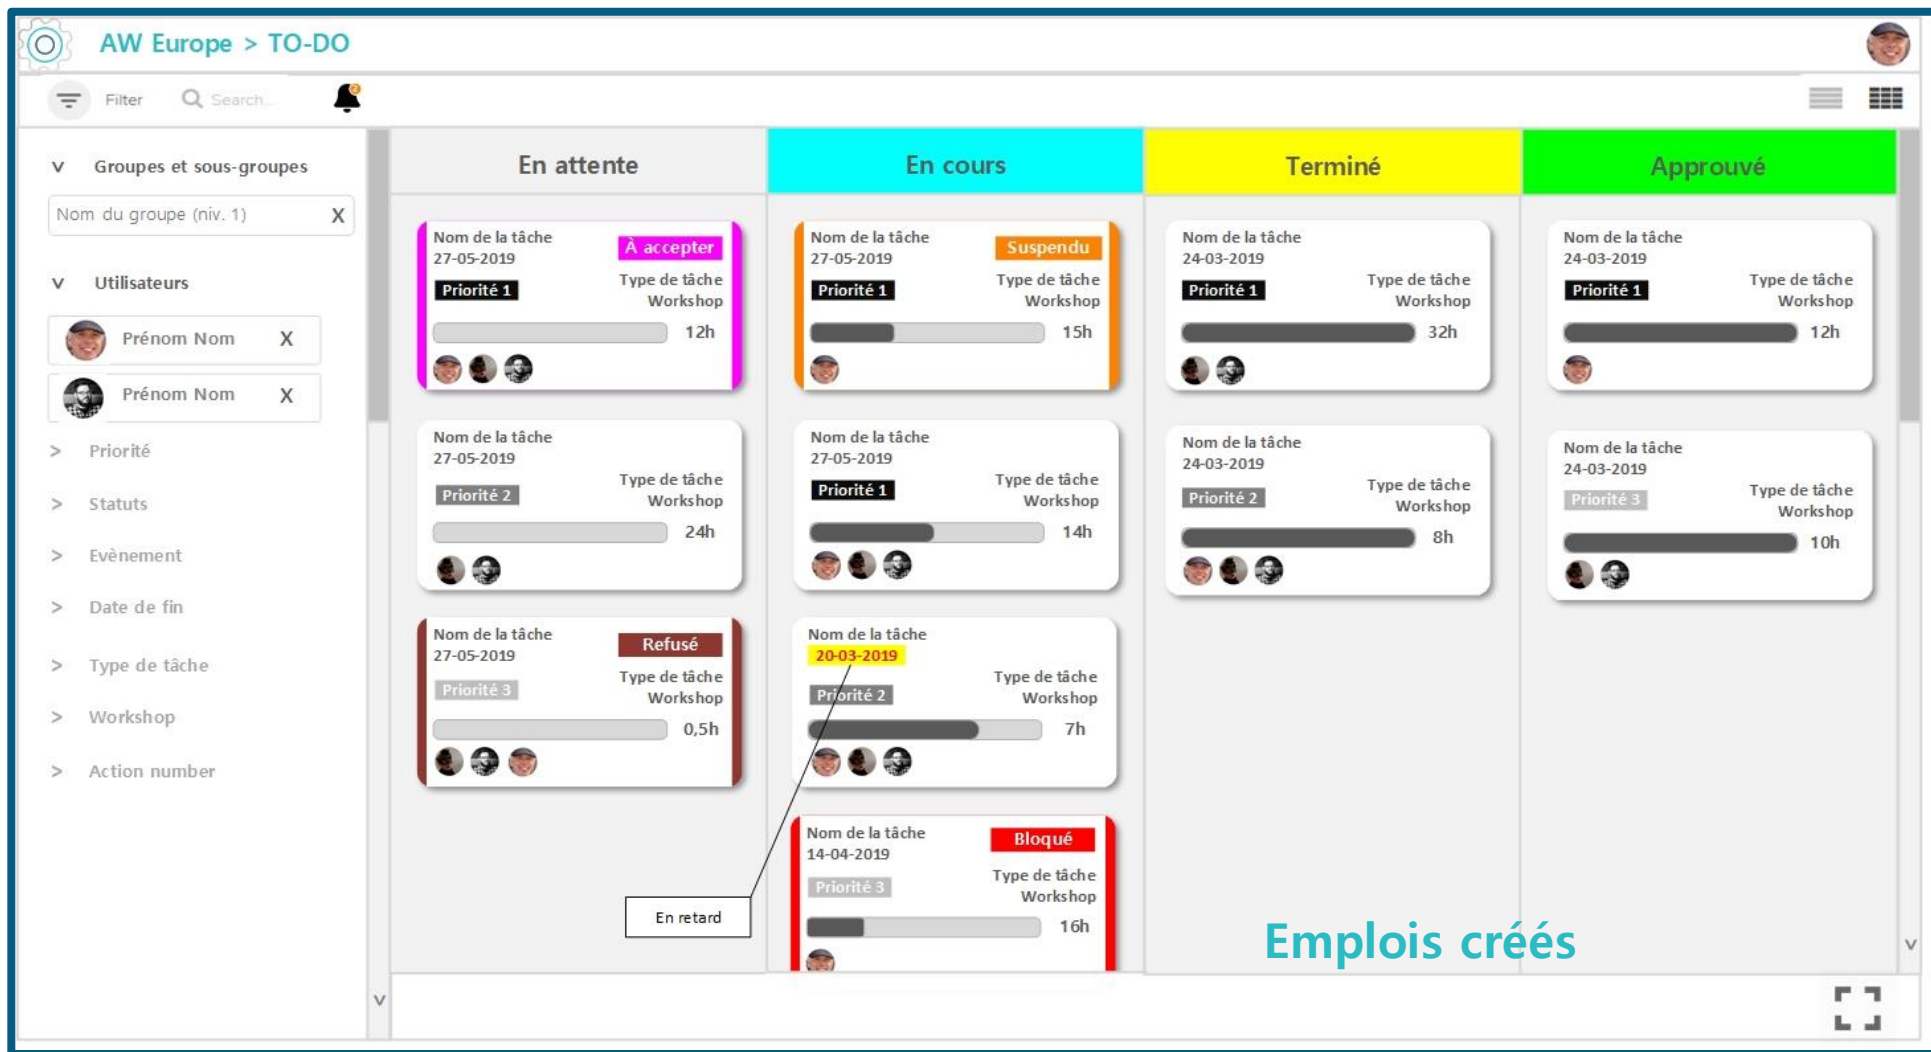 AW Europe > TO-DO
Filter
Search...
2
v Groupes et sous-groupes
Nom du groupe (niv. 1) X
v Utilisateurs
Prénom Nom X
Prénom Nom X
> Priorité
> Statuts
> Evènement
> Date de fin
> Type de tâche
> Workshop
> Action number
v
En attente
Nom de la tâche
27-05-2019
À accepter
Priorité 1
Type de tâche
Workshop
12h
Nom de la tâche
27-05-2019
Priorité 2
Type de tâche
Workshop
24h
Nom de la tâche
27-05-2019
Refusé
Priorité 3
Type de tâche
Workshop
0,5h
En retard
En cours
Nom de la tâche
27-05-2019
Suspendu
Priorité 1
Type de tâche
Workshop
15h
Nom de la tâche
27-05-2019
Priorité 1
Type de tâche
Workshop
14h
Nom de la tâche
20-03-2019
Priorité 2
Type de tâche
Workshop
7h
Nom de la tâche
14-04-2019
Bloqué
Priorité 3
Type de tâche
Workshop
16h
Terminé
Nom de la tâche
24-03-2019
Priorité 1
Type de tâche
Workshop
32h
Nom de la tâche
24-03-2019
Priorité 2
Type de tâche
Workshop
8h
Approuvé
Nom de la tâche
24-03-2019
Priorité 1
Type de tâche
Workshop
12h
Nom de la tâche
24-03-2019
Priorité 3
Type de tâche
Workshop
10h
Emplois créés
v